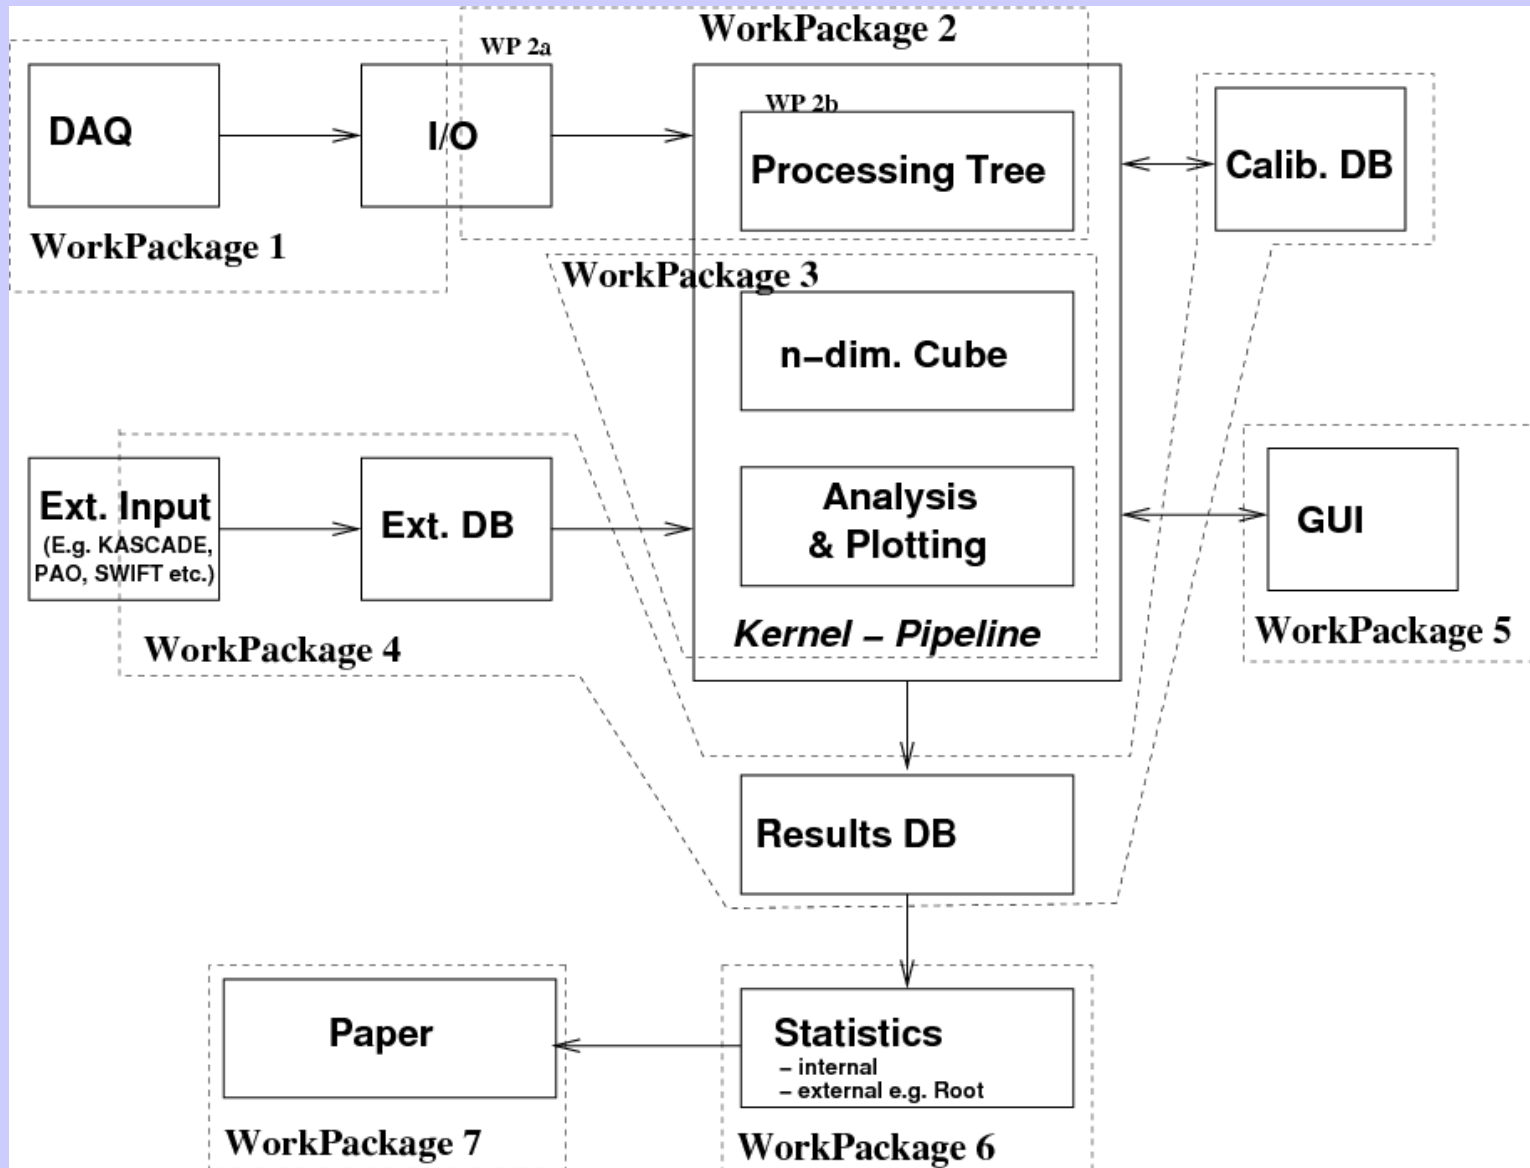 WorkPackage 2
WP 2a
DAQ
I/O
WP 2b
Processing Tree
Calib. DB
WorkPackage 1
WorkPackage 3
n–dim. Cube
Ext. Input
(E.g. KASCADE,
PAO, SWIFT etc.)
Ext. DB
Analysis
& Plotting
GUI
Kernel – Pipeline
WorkPackage 4
WorkPackage 5
Results DB
Paper
Statistics
– internal
– external e.g. Root
WorkPackage 7
WorkPackage 6